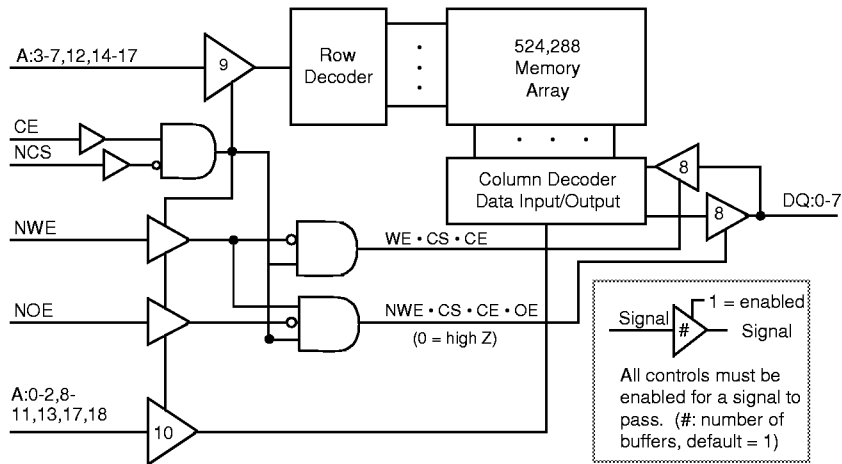 A:3-7,12,14-17
9
Row
Decoder
524,288
Memory
Array
CE
NCS
Column Decoder
Data Input/Output
8
8
DQ:0-7
NWE
WE • CS • CE
NOE
NWE • CS • CE • OE
(0 = high Z)
A:0-2,8-
11,13,17,18
10
1 = enabled
Signal
#
Signal
All controls must be
enabled for a signal to
pass. (#: number of
buffers, default = 1)